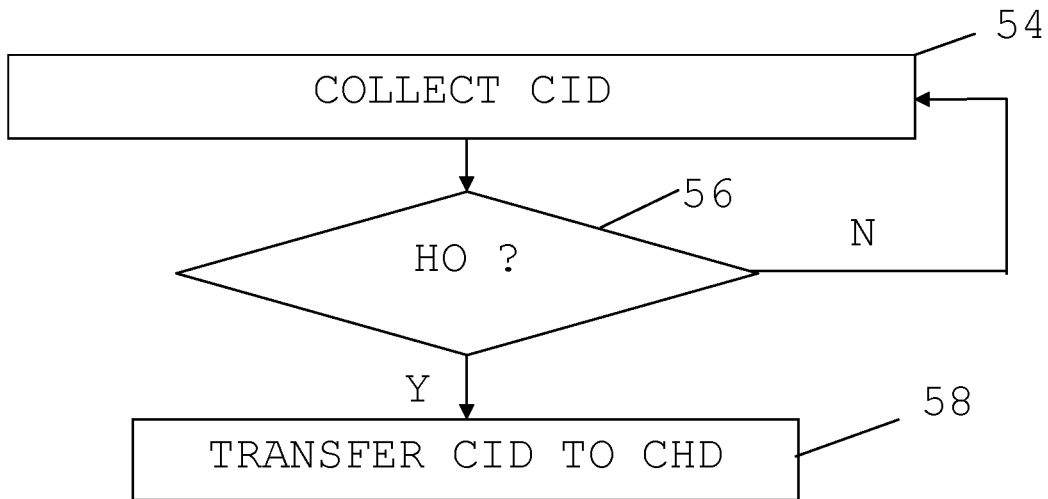 54
COLLECT CID
56
HO ?
N
Y
58
TRANSFER CID TO CHD